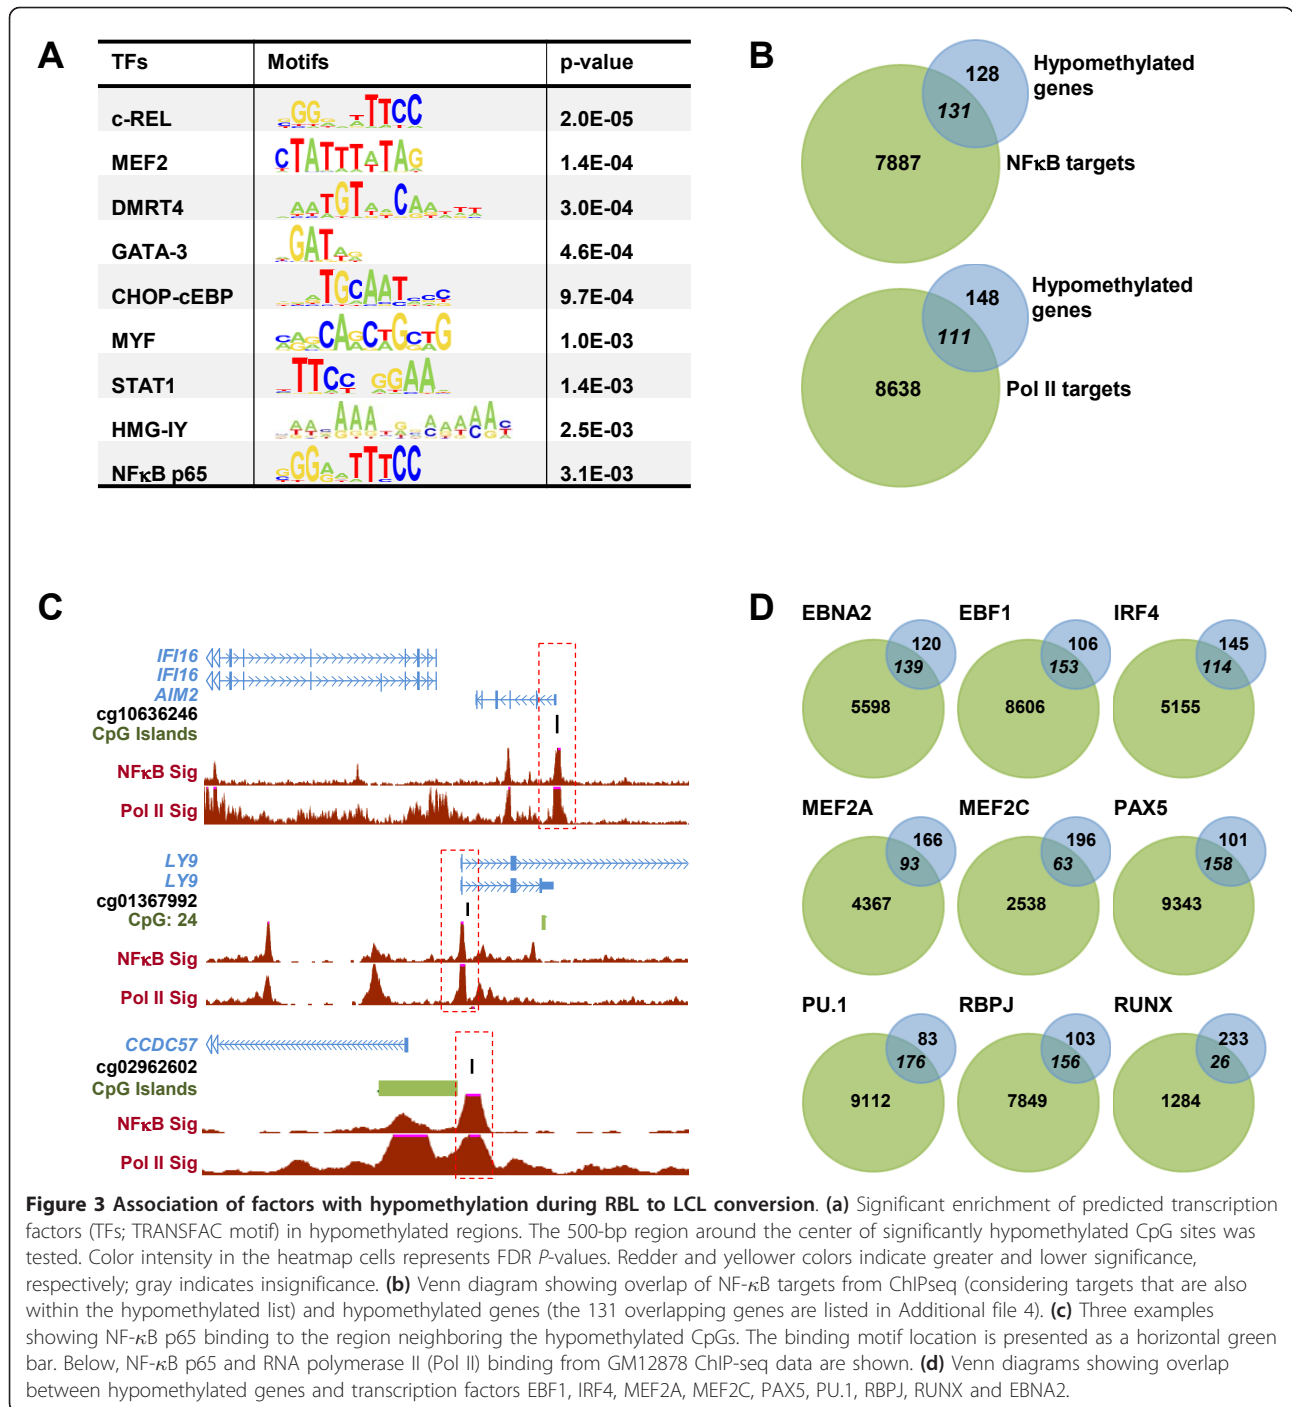 A
TFs Motifs p-value
c-REL 2.0E-05
MEF2 1.4E-04
DMRT4 3.0E-04
GATA-3 4.6E-04
CHOP-cEBP 9.7E-04
MYF 1.0E-03
STAT1 1.4E-03
HMG-IY 2.5E-03
NFκB p65 3.1E-03
B
128
Hypomethylated genes
131
7887
NFκB targets
148
Hypomethylated genes
111
8638
Pol II targets
C
IFI16
IFI16
AIM2
cg10636246
CpG Islands
NFκB Sig
Pol II Sig
LY9
LY9
cg01367992
CpG: 24
NFκB Sig
Pol II Sig
CCDC57
cg02962602
CpG Islands
NFκB Sig
Pol II Sig
D
EBNA2 EBF1 IRF4
120 106 145
139 153 114
5598 8606 5155
MEF2A MEF2C PAX5
166 196 101
93 63 158
4367 2538 9343
PU.1 RBPJ RUNX
83 103 233
176 156 26
9112 7849 1284
Figure 3 Association of factors with hypomethylation during RBL to LCL conversion. (a) Significant enrichment of predicted transcription
factors (TFs; TRANSFAC motif) in hypomethylated regions. The 500-bp region around the center of significantly hypomethylated CpG sites was
tested. Color intensity in the heatmap cells represents FDR P-values. Redder and yellower colors indicate greater and lower significance,
respectively; gray indicates insignificance. (b) Venn diagram showing overlap of NF-κB targets from ChIPseq (considering targets that are also
within the hypomethylated list) and hypomethylated genes (the 131 overlapping genes are listed in Additional file 4). (c) Three examples
showing NF-κB p65 binding to the region neighboring the hypomethylated CpGs. The binding motif location is presented as a horizontal green
bar. Below, NF-κB p65 and RNA polymerase II (Pol II) binding from GM12878 ChIP-seq data are shown. (d) Venn diagrams showing overlap
between hypomethylated genes and transcription factors EBF1, IRF4, MEF2A, MEF2C, PAX5, PU.1, RBPJ, RUNX and EBNA2.